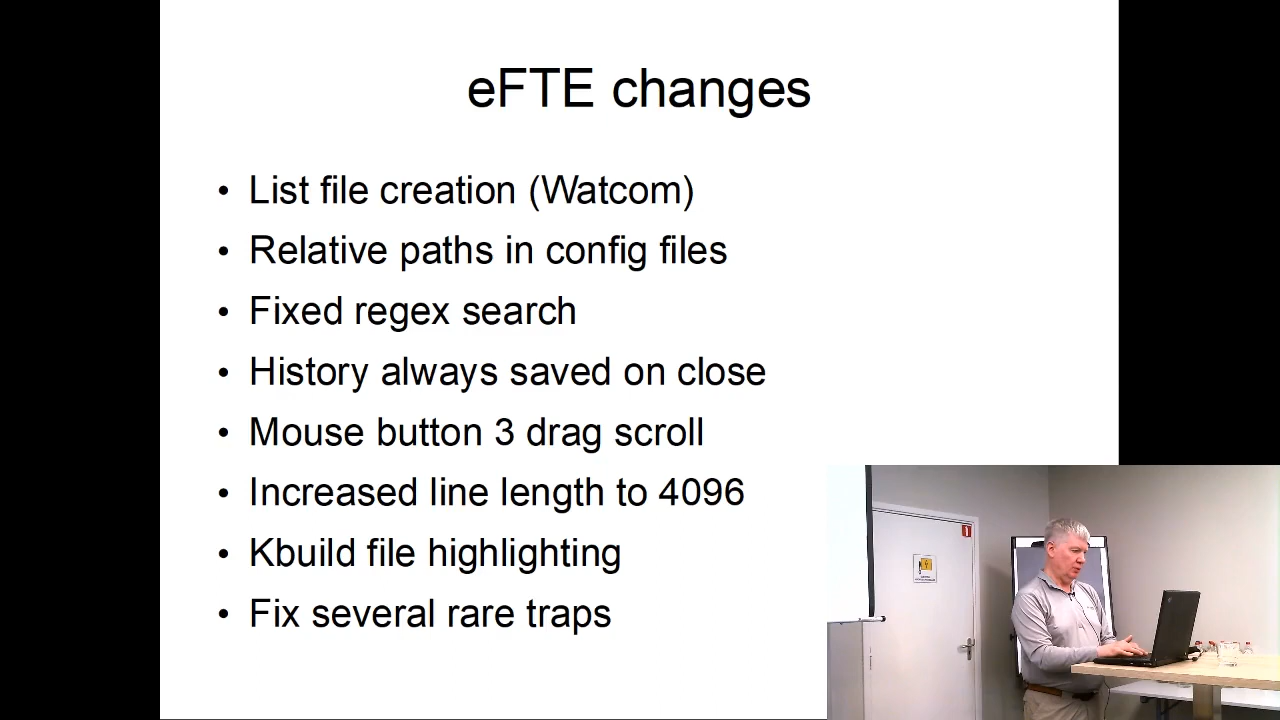 eFTE changes
• List file creation (Watcom)
• Relative paths in config files
• Fixed regex search
• History always saved on close
• Mouse button 3 drag scroll
• Increased line length to 4096
• Kbuild file highlighting
• Fix several rare traps